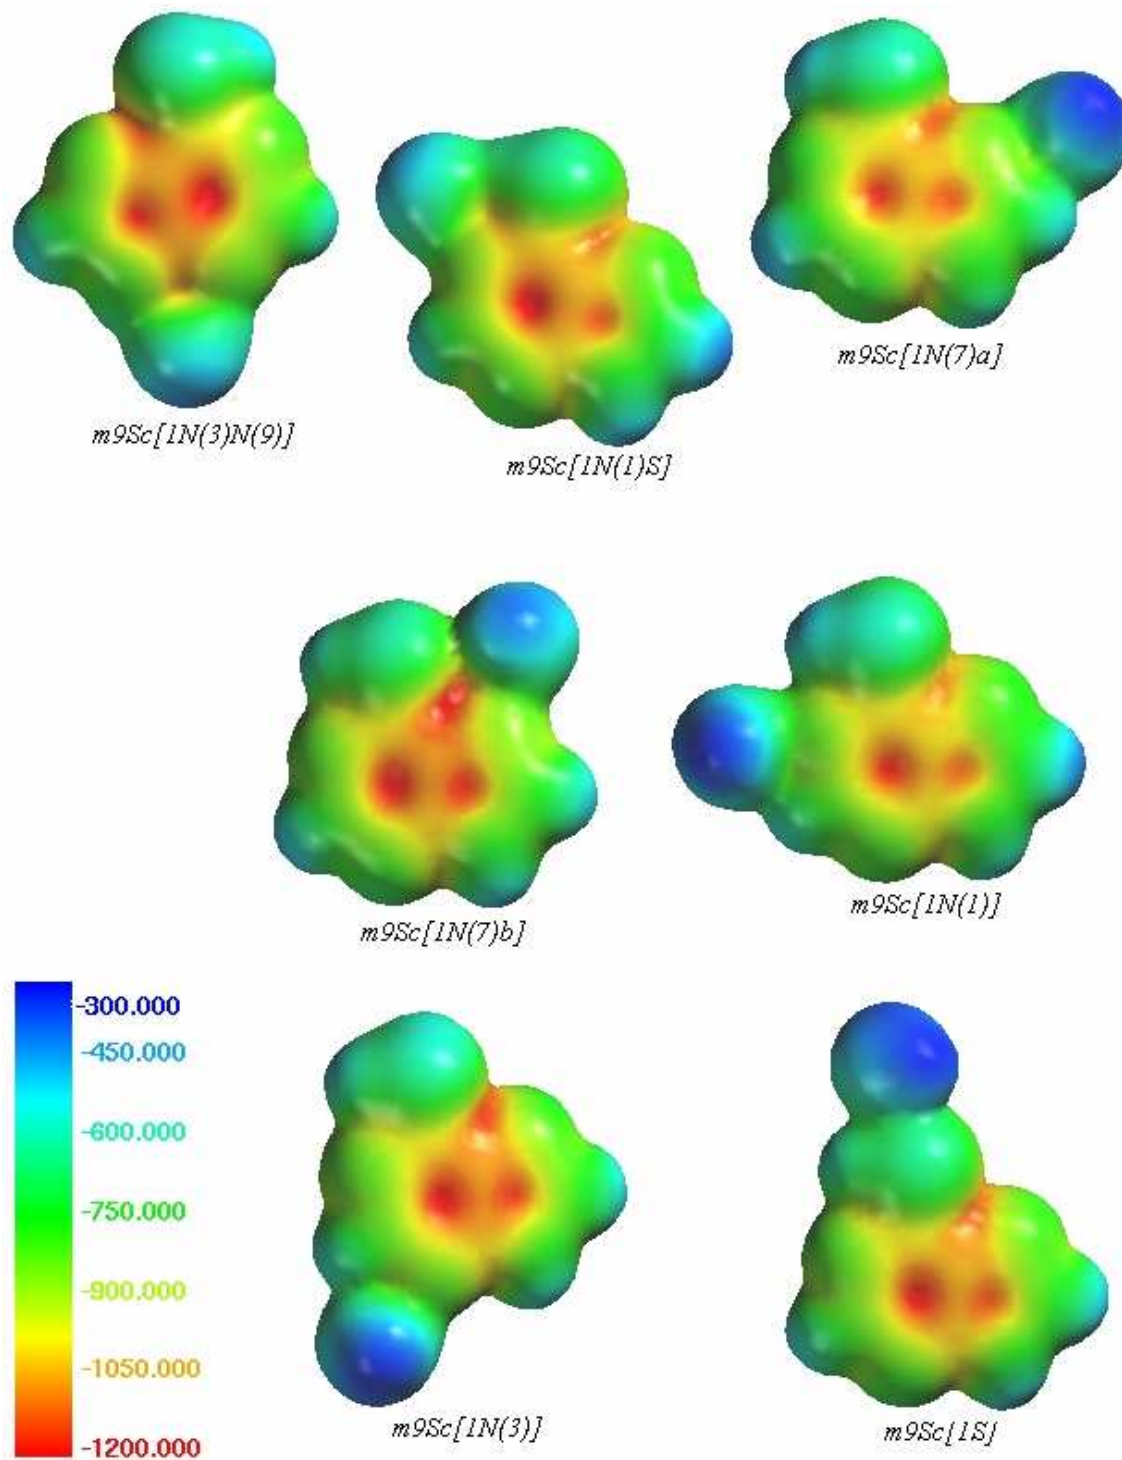 m9Sc[1N(3)N(9)]
m9Sc[1N(1)S]
m9Sc[1N(7)a]
m9Sc[1N(7)b]
m9Sc[1N(1)]
-300.000
-450.000
-600.000
-750.000
-900.000
-1050.000
-1200.000
m9Sc[1N(3)]
m9Sc[1S]